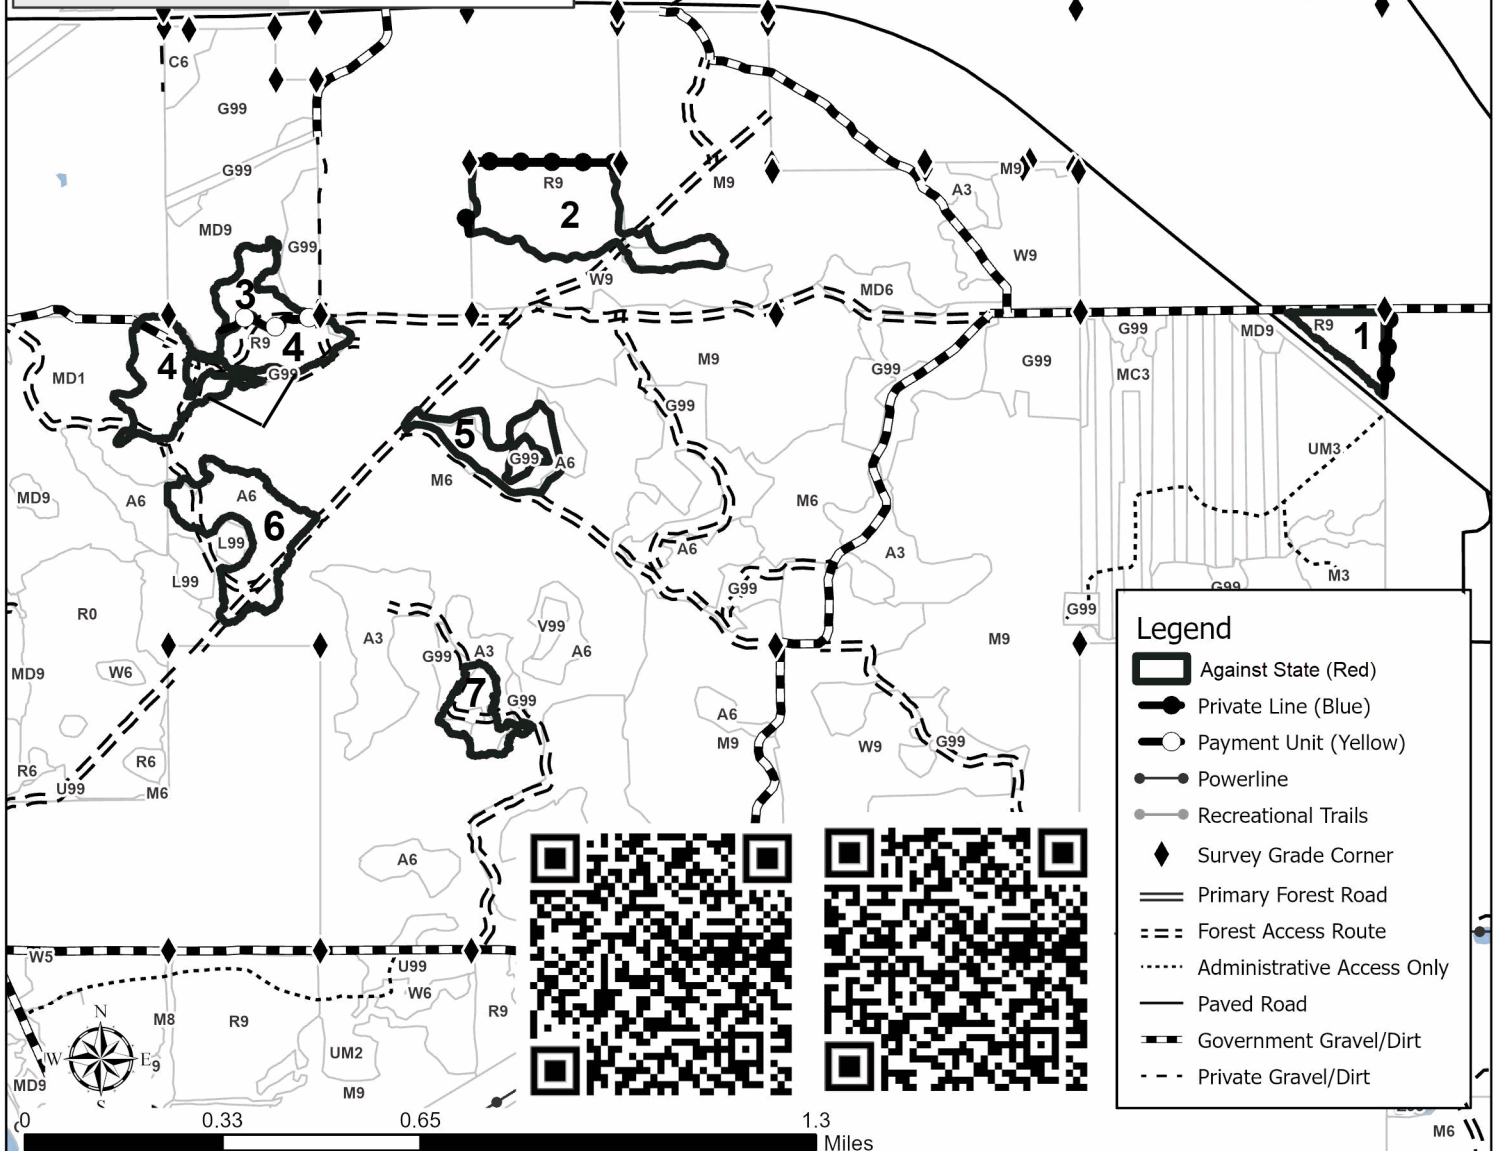 C6
G99
G99
M9
M9
A3
R9
2
MD9
G99
W9
W9
MD6
3
R9
4
4
G99
MD1
M9
G99
G99
G99
G99
MC3
MD9
R9
1
5
G99
A6
M6
UM3
MD9
A6
A6
6
M6
L99
A6
A3
L99
G99
M3
G99
R0
G99
V99
A3
A3
G99
A6
M9
MD9
W6
7
G99
A6
M9
W9
G99
R6
R6
U99
M6
A6
W5
U99
W6
R9
M8
R9
UM2
M9
MD9
N
W
E
S
9
Legend
Against State (Red)
Private Line (Blue)
Payment Unit (Yellow)
Powerline
Recreational Trails
Survey Grade Corner
Primary Forest Road
Forest Access Route
Administrative Access Only
Paved Road
Government Gravel/Dirt
Private Gravel/Dirt
M6
0 0.33 0.65 1.3
Miles